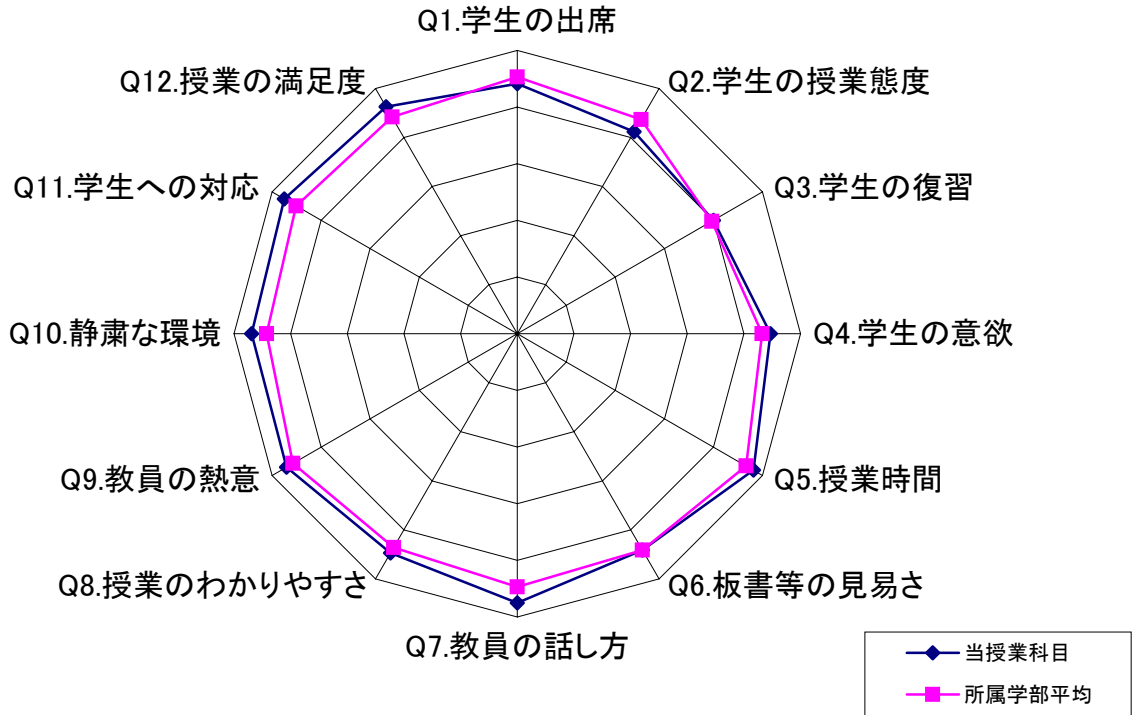 Q1.学生の出席
Q2.学生の授業態度
Q3.学生の復習
Q4.学生の意欲
Q5.授業時間
Q6.板書等の見易さ
Q7.教員の話し方
Q8.授業のわかりやすさ
Q9.教員の熱意
Q10.静粛な環境
Q11.学生への対応
Q12.授業の満足度
当授業科目
所属学部平均